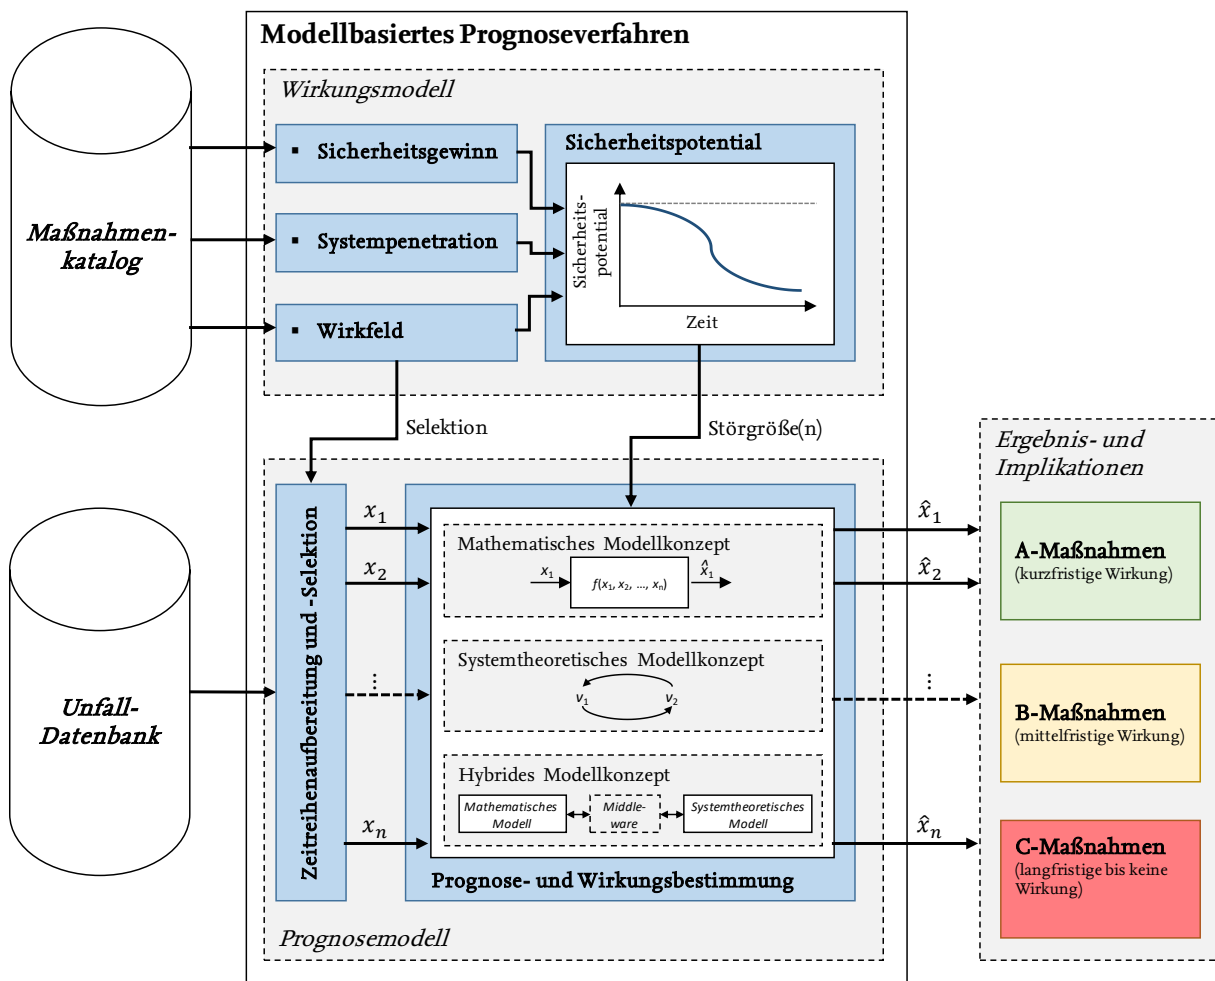 Modellbasiertes Prognoseverfahren
Wirkungsmodell
Maßnahmen-
katalog
▪ Sicherheitsgewinn
▪ Systempenetration
▪ Wirkfeld
Sicherheitspotential
Sicherheits-
potential
Zeit
Selektion
Störgröße(n)
Unfall-
Datenbank
Zeitreihenaufbereitung und -Selektion
x₁
x₂
⋮
xₙ
Mathematisches Modellkonzept
x₁
f(x₁, x₂, ..., xₙ)
x̂₁
Systemtheoretisches Modellkonzept
v₁
v₂
Hybrides Modellkonzept
Mathematisches
Modell
Middle-
ware
Systemtheoretisches
Modell
Prognose- und Wirkungsbestimmung
Prognosemodell
x̂₁
x̂₂
⋮
x̂ₙ
Ergebnis- und
Implikationen
A-Maßnahmen
(kurzfristige Wirkung)
B-Maßnahmen
(mittelfristige Wirkung)
C-Maßnahmen
(langfristige bis keine
Wirkung)